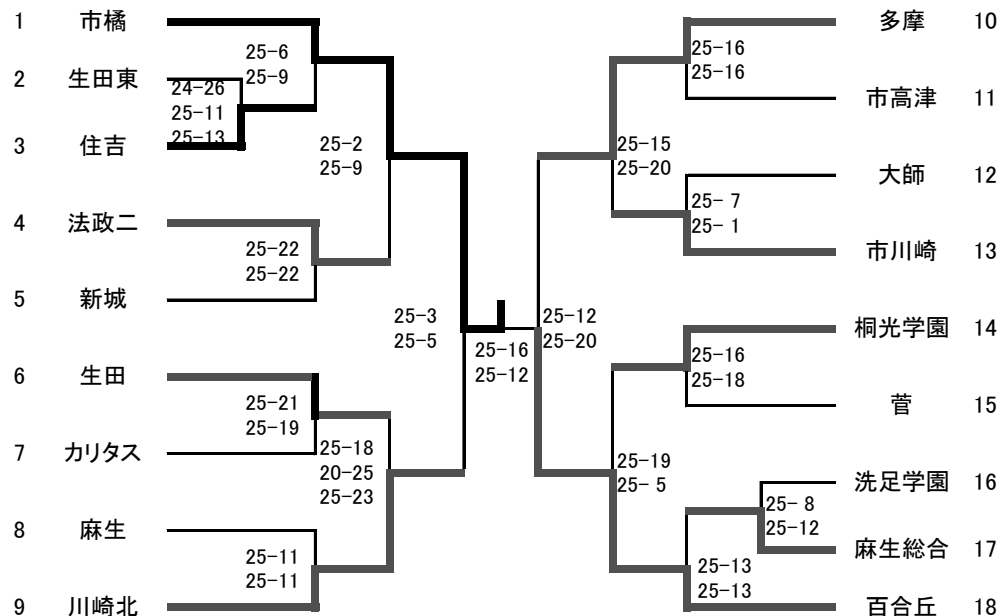 1 市橘
25-6
25-9
2 生田東
24-26
25-11
25-13
3 住吉
25-2
25-9
4 法政二
25-22
25-22
5 新城
25-3
25-5
6 生田
25-21
25-19
7 カリタス
25-18
20-25
25-23
8 麻生
25-11
25-11
9 川崎北
25-16
25-12
多摩 10
25-16
25-16
市高津 11
25-15
25-20
大師 12
25- 7
25- 1
市川崎 13
25-12
25-20
桐光学園 14
25-16
25-18
菅 15
25-19
25- 5
洗足学園 16
25- 8
25-12
麻生総合 17
25-13
25-13
百合丘 18